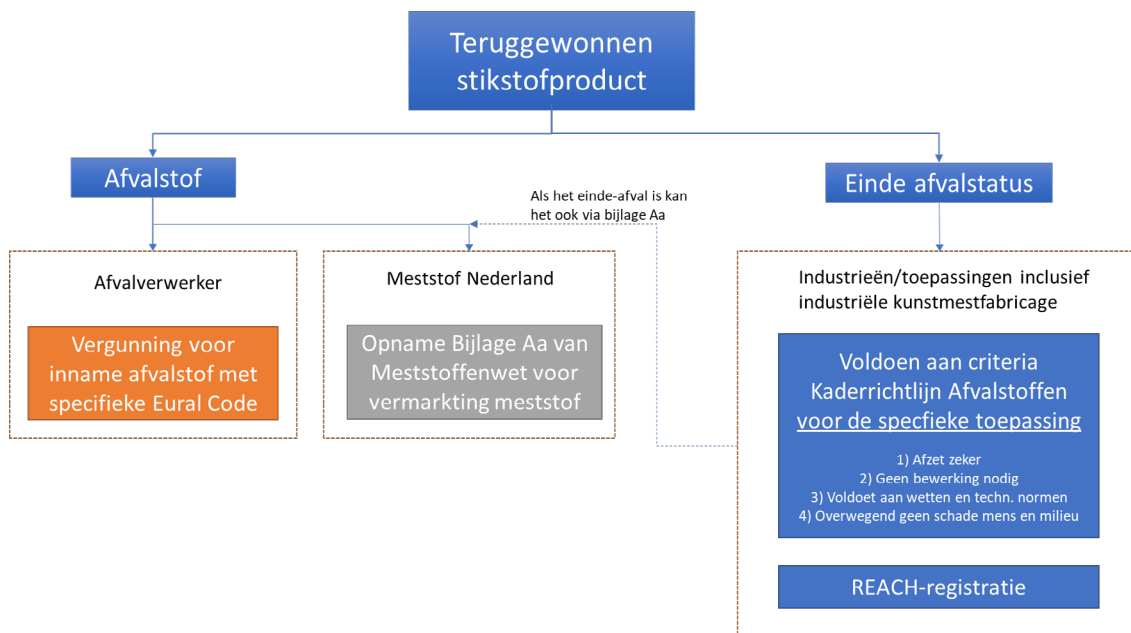 Teruggewonnen
stikstofproduct
Afvalstof
Einde afvalstatus
Als het einde-afval is kan
het ook via bijlage Aa
Afvalverwerker
Vergunning voor
inname afvalstof met
specifieke Eural Code
Meststof Nederland
Opname Bijlage Aa van
Meststoffenwet voor
vermarkting meststof
Industrieën/toepassingen inclusief
industriële kunstmestfabricage
Voldoen aan criteria
Kaderrichtlijn Afvalstoffen
voor de specfieke toepassing
1) Afzet zeker
2) Geen bewerking nodig
3) Voldoet aan wetten en techn. normen
4) Overwegend geen schade mens en milieu
REACH-registratie